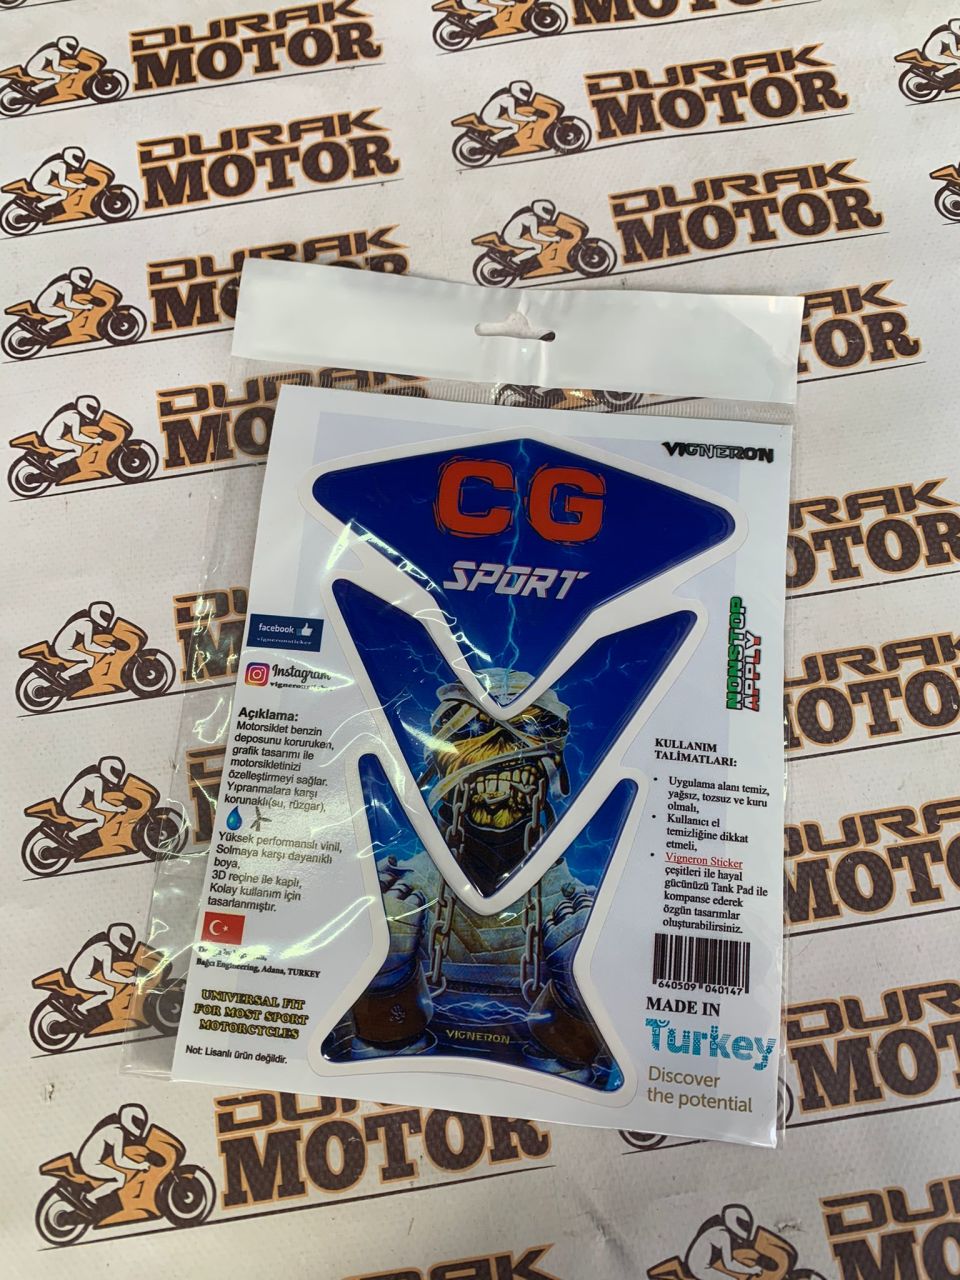 DURAK
MOTOR
VIGNERON
CG
SPORT
NONSTOP
APPLY!
facebook
vigneronsticker
Instagram
vigneronsticker
Açıklama:
Motorsiklet benzin
deposunu koruruken,
grafik tasarımı ile
motorsikletinizi
özelleştirmeyi sağlar.
Yıpranmalara karşı
korunaklı(su, rüzgar),
Yüksek performanslı vinil,
Solmaya karşı dayanıklı
boya,
3D reçine ile kaplı,
Kolay kullanım için
tasarlanmıştır.
Bağcı Engineering, Adana, TURKEY
UNIVERSAL FIT
FOR MOST SPORT
MOTORCYCLES
Not: Lisanlı ürün değildir.
VIGNERON
KULLANIM
TALİMATLARI:
• Uygulama alanı temiz,
yağsız, tozsuz ve kuru
olmalı,
• Kullanıcı el
temizliğine dikkat
etmeli,
• Vigneron Sticker
çeşitleri ile hayal
gücünüzü Tank Pad ile
kompanse ederek
özgün tasarımlar
oluşturabilirsiniz.
640509 040147
MADE IN
Turkey
Discover
the potential